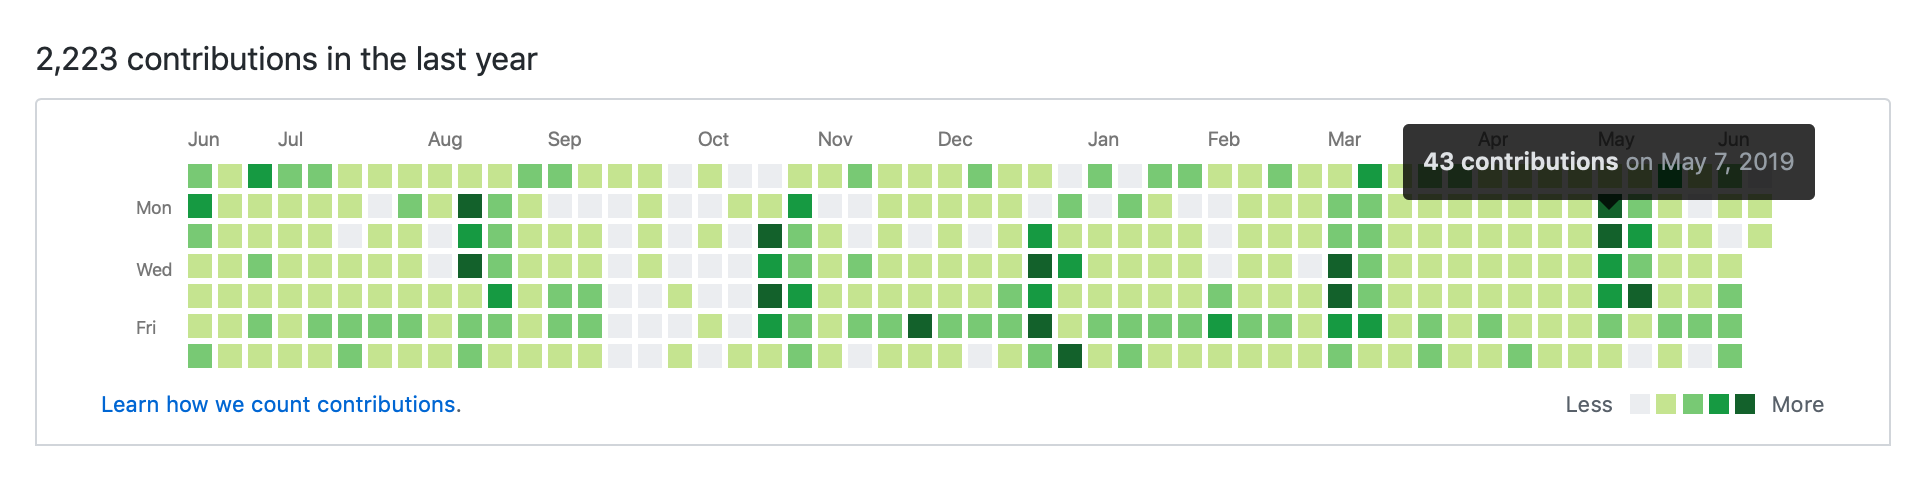 2,223 contributions in the last year
Jun Jul Aug Sep Oct Nov Dec Jan Feb Mar Apr May Jun
43 contributions on May 7, 2019
Mon
Wed
Fri
Learn how we count contributions.
Less More